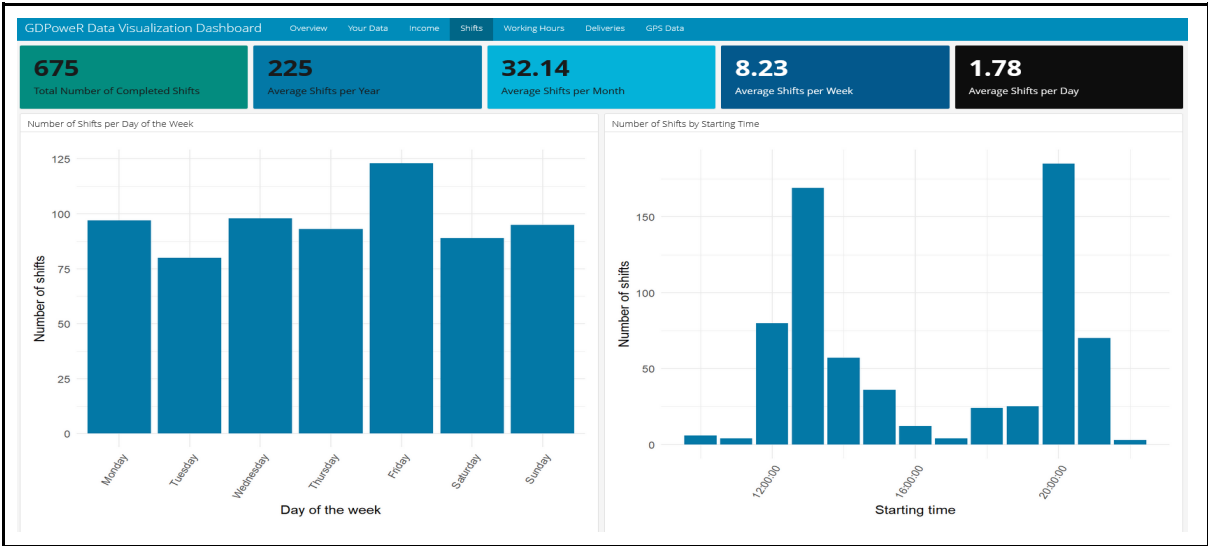 GDPoweR Data Visualization Dashboard Overview Your Data Income Shifts Working Hours Deliveries GPS Data
675 225 32.14 8.23 1.78
Total Number of Completed Shifts Average Shifts per Year Average Shifts per Month Average Shifts per Week Average Shifts per Day
Number of Shifts per Day of the Week
125
100
75
50
25
0
Number of shifts
Monday Tuesday Wednesday Thursday Friday Saturday Sunday
Day of the week
Number of Shifts by Starting Time
150
100
50
0
Number of shifts
12:00:00 16:00:00 20:00:00
Starting time